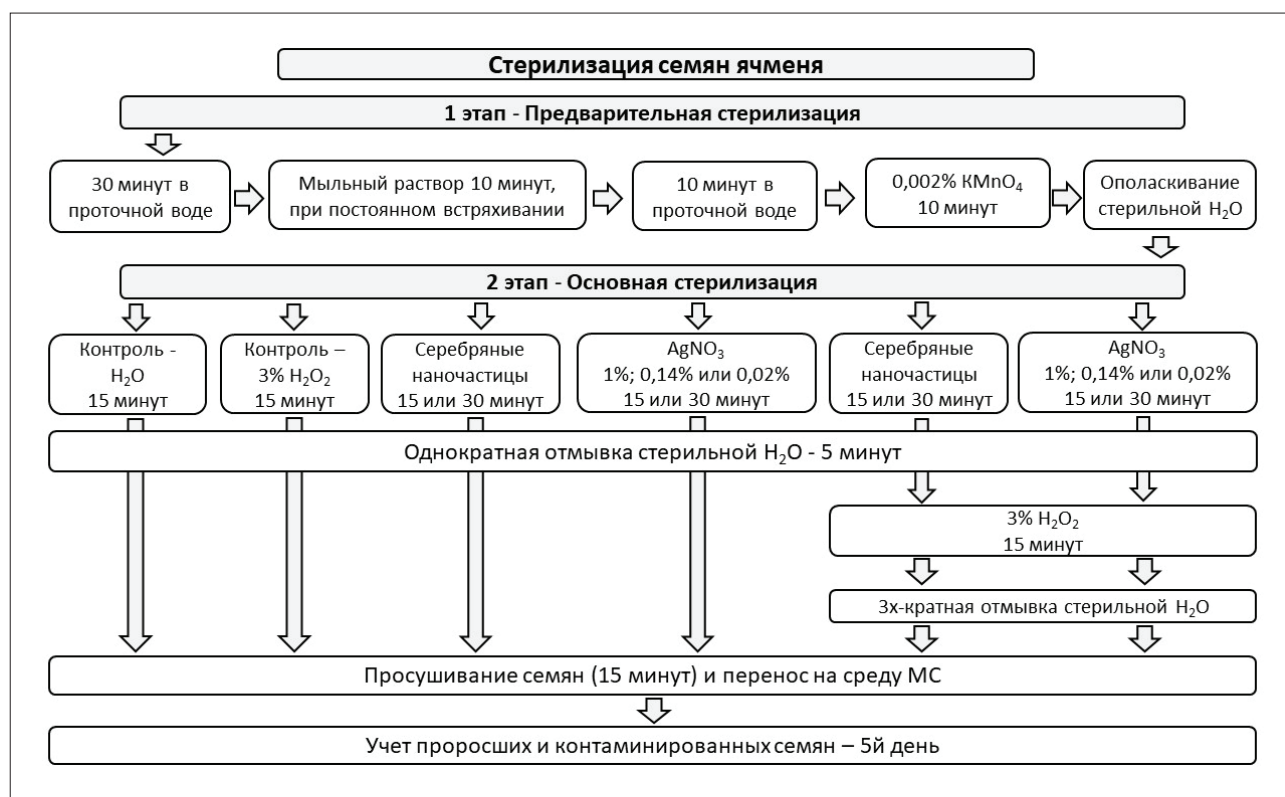 Стерилизация семян ячменя
1 этап - Предварительная стерилизация
30 минут в
проточной воде
Мыльный раствор 10 минут,
при постоянном встряхивании
10 минут в
проточной воде
0,002% KMnO₄
10 минут
Ополаскивание
стерильной H₂O
2 этап - Основная стерилизация
Контроль -
H₂O
15 минут
Контроль –
3% H₂O₂
15 минут
Серебряные
наночастицы
15 или 30 минут
AgNO₃
1%; 0,14% или 0,02%
15 или 30 минут
Серебряные
наночастицы
15 или 30 минут
AgNO₃
1%; 0,14% или 0,02%
15 или 30 минут
Однократная отмывка стерильной H₂O - 5 минут
3% H₂O₂
15 минут
3х-кратная отмывка стерильной H₂O
Просушивание семян (15 минут) и перенос на среду МС
Учет проросших и контаминированных семян – 5й день